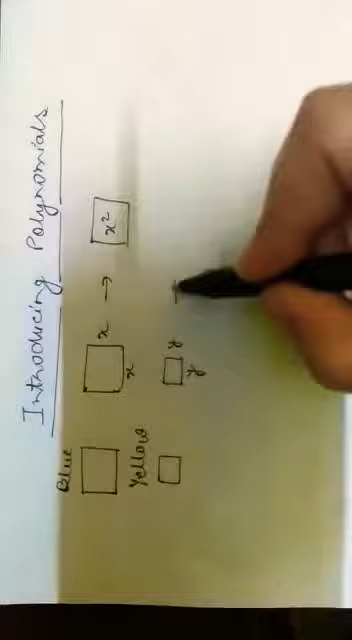 Introducing Polynomials
Blue
x → x²
x
Yellow
y
y